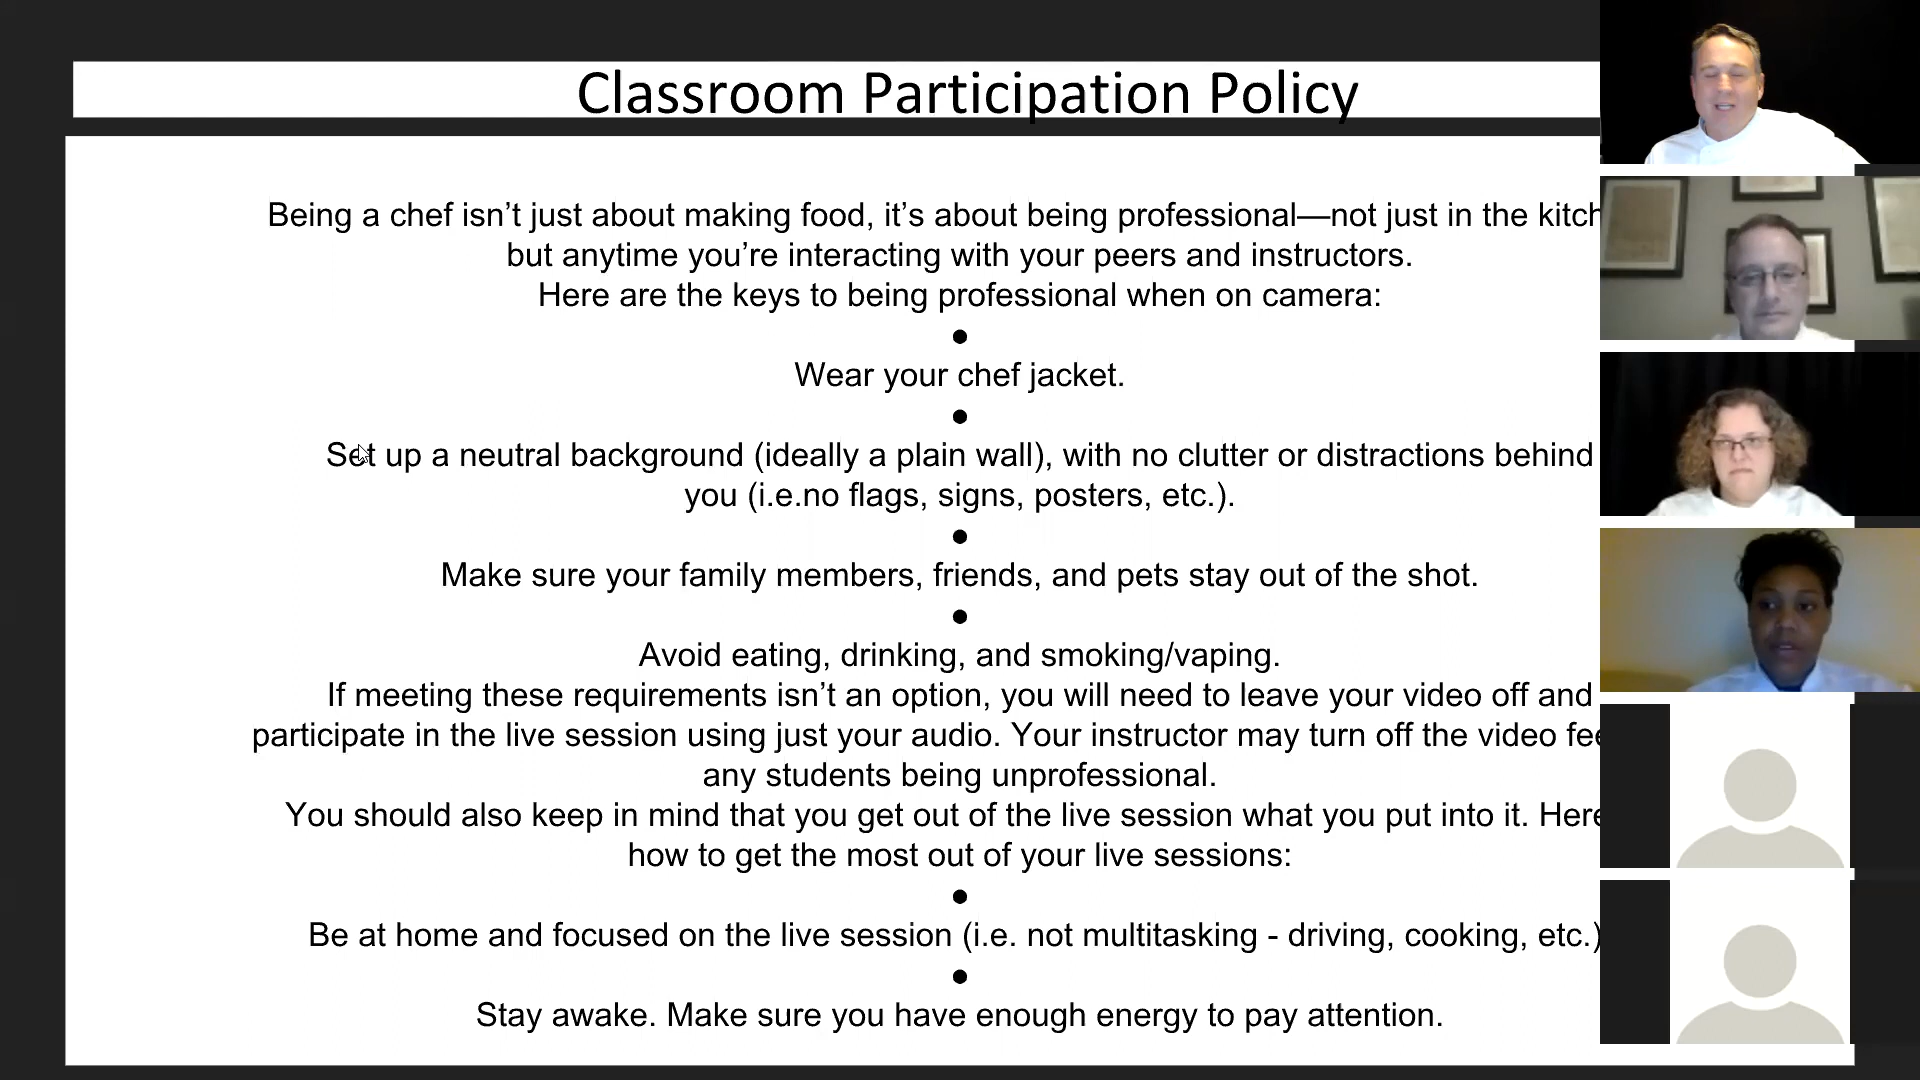 Classroom Participation Policy
Being a chef isn’t just about making food, it’s about being professional—not just in the
but anytime you’re interacting with your peers and instructors.
Here are the keys to being professional when on camera:
●
Wear your chef jacket.
●
Set up a neutral background (ideally a plain wall), with no clutter or distractions behind
you (i.e.no flags, signs, posters, etc.).
●
Make sure your family members, friends, and pets stay out of the shot.
●
Avoid eating, drinking, and smoking/vaping.
If meeting these requirements isn’t an option, you will need to leave your video off and
participate in the live session using just your audio. Your instructor may turn off the video
any students being unprofessional.
You should also keep in mind that you get out of the live session what you put into it.
how to get the most out of your live sessions:
●
Be at home and focused on the live session (i.e. not multitasking - driving, cooking, etc.)
●
Stay awake. Make sure you have enough energy to pay attention.